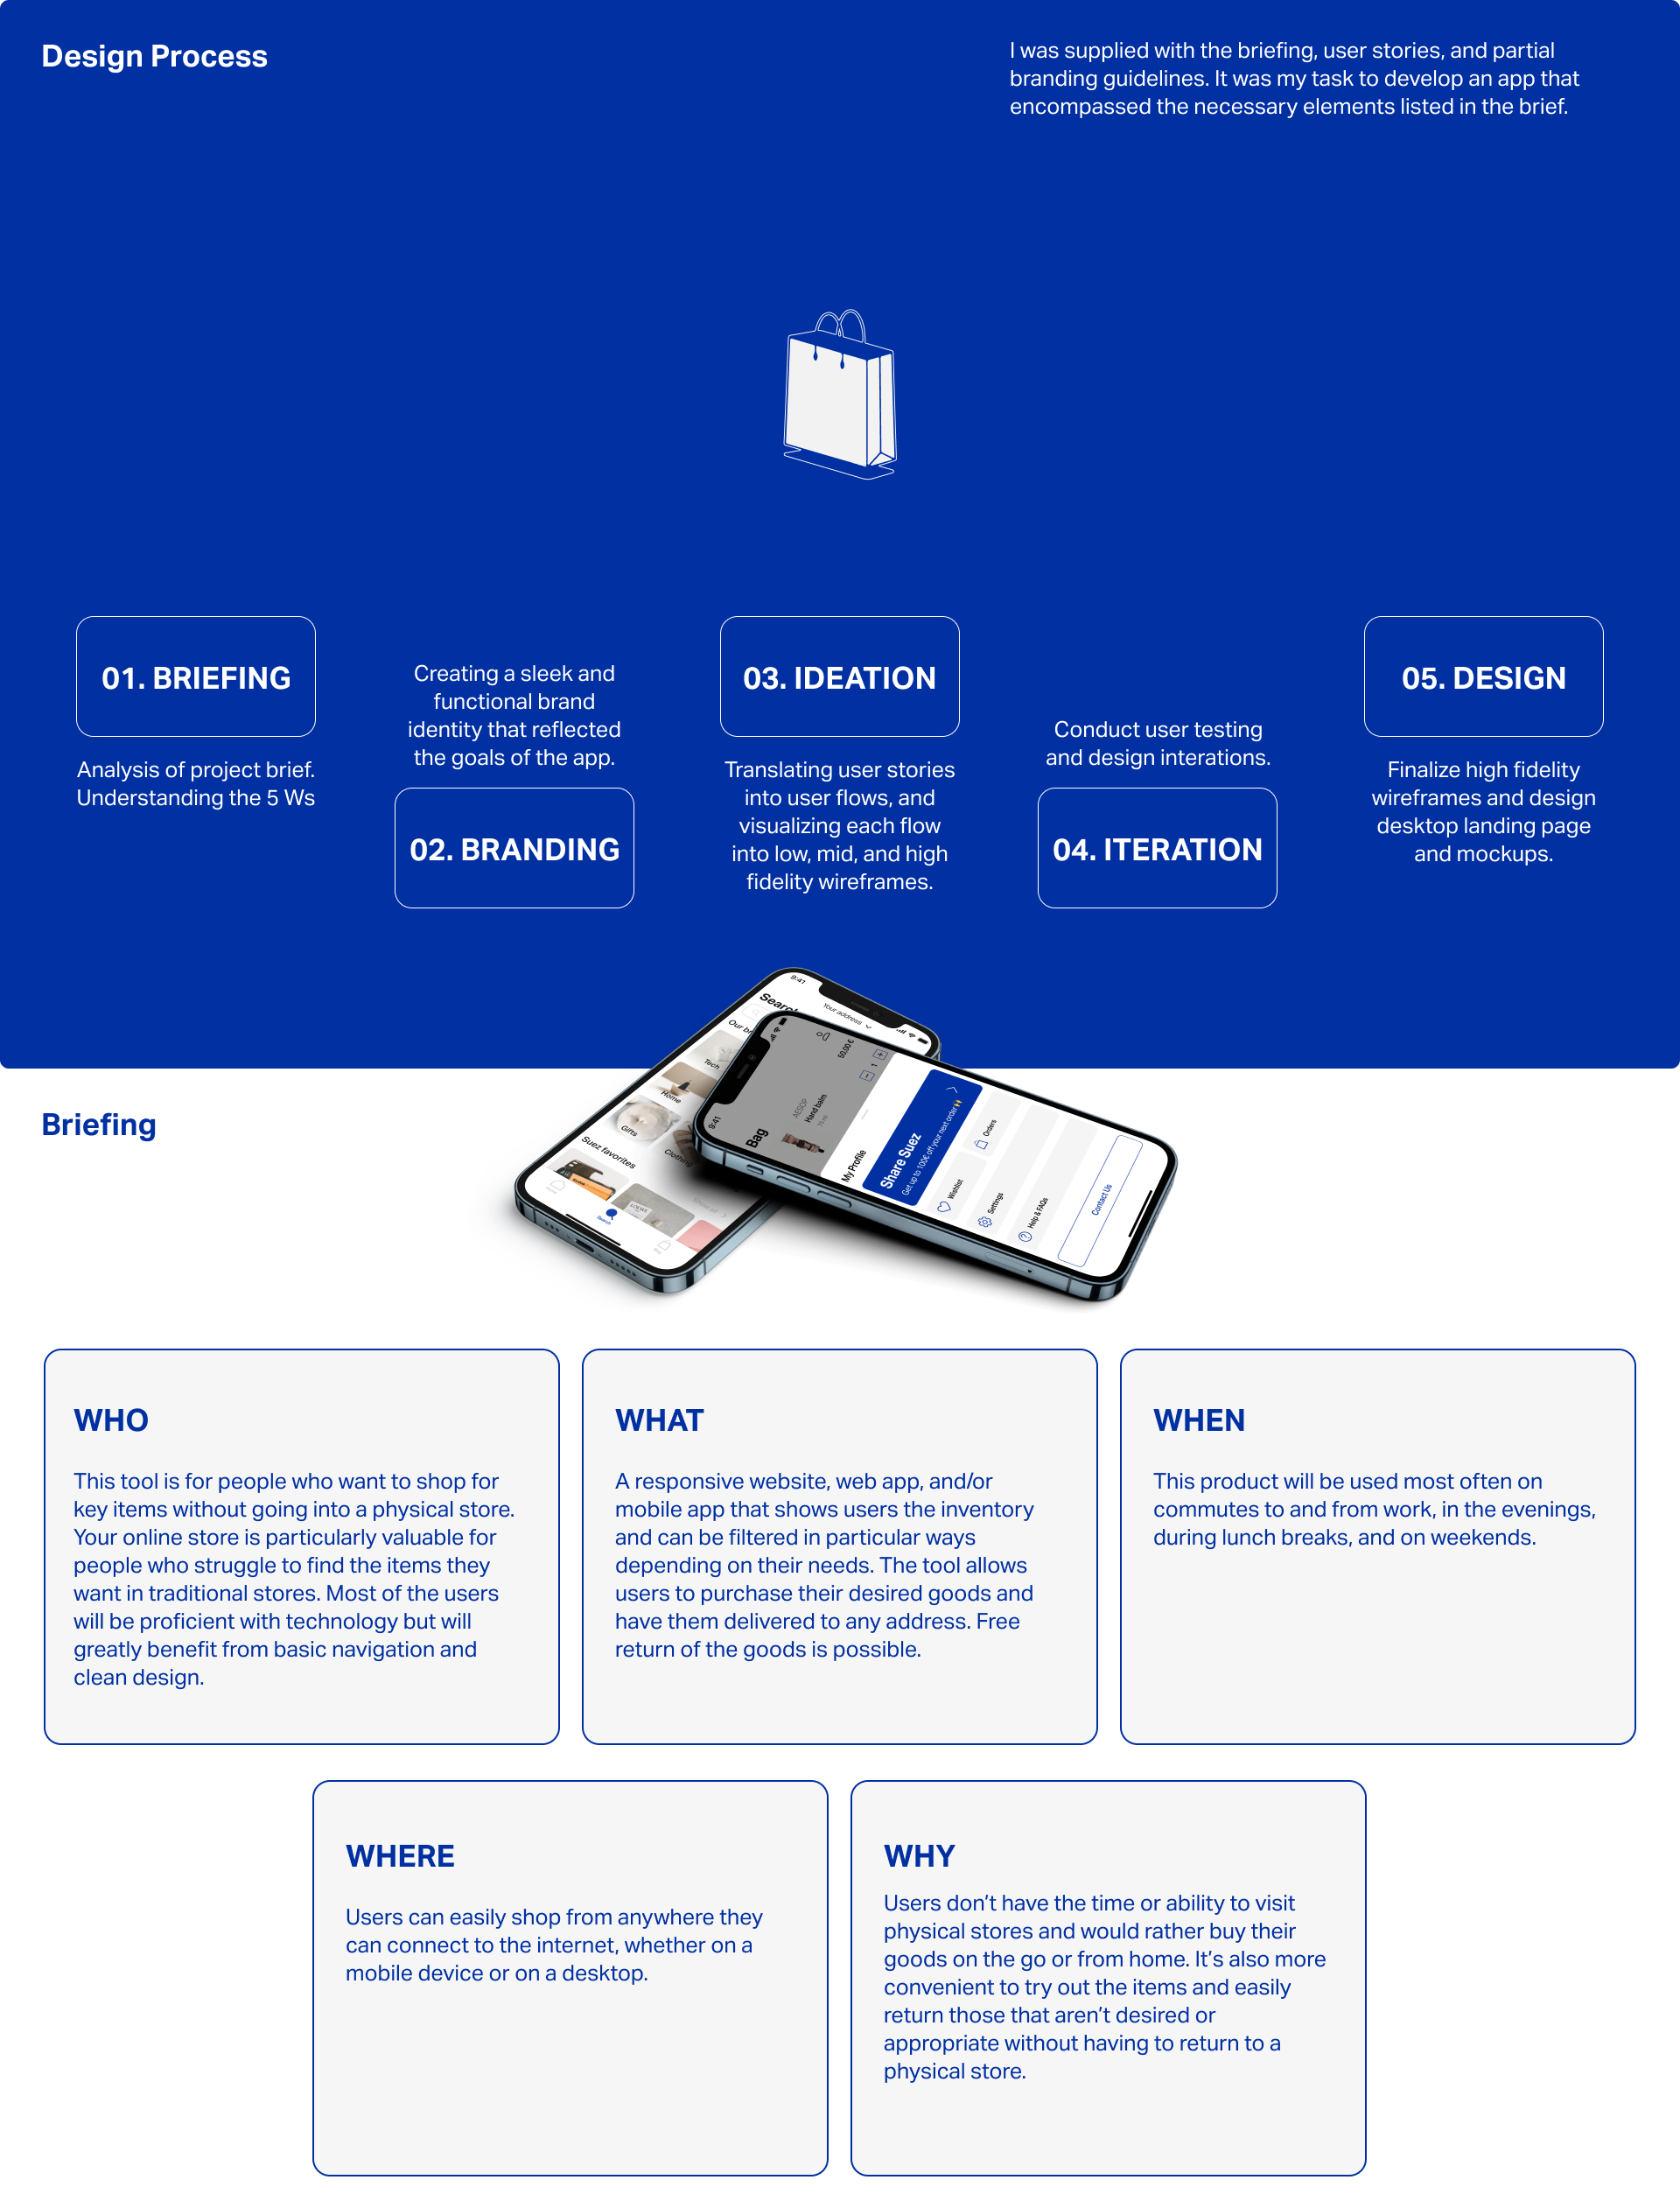 Design Process
I was supplied with the briefing, user stories, and partial
branding guidelines. It was my task to develop an app that
encompassed the necessary elements listed in the brief.
01. BRIEFING
Analysis of project brief.
Understanding the 5 Ws
Creating a sleek and
functional brand
identity that reflected
the goals of the app.
02. BRANDING
03. IDEATION
Translating user stories
into user flows, and
visualizing each flow
into low, mid, and high
fidelity wireframes.
Conduct user testing
and design interations.
04. ITERATION
05. DESIGN
Finalize high fidelity
wireframes and design
desktop landing page
and mockups.
9:41
Your address
Search
Our br
Tech
Home
Gifts
Clothing
Suez favorites
Show all
LOEWE
Search
9:41
Bag
AESOP
Hand balm
75 ml
50.00 €
1
My Profile
Share Suez
Get up to 100€ off your next order
Wishlist
Orders
Settings
Help & FAQs
Contact Us
Briefing
WHO
This tool is for people who want to shop for
key items without going into a physical store.
Your online store is particularly valuable for
people who struggle to find the items they
want in traditional stores. Most of the users
will be proficient with technology but will
greatly benefit from basic navigation and
clean design.
WHAT
A responsive website, web app, and/or
mobile app that shows users the inventory
and can be filtered in particular ways
depending on their needs. The tool allows
users to purchase their desired goods and
have them delivered to any address. Free
return of the goods is possible.
WHEN
This product will be used most often on
commutes to and from work, in the evenings,
during lunch breaks, and on weekends.
WHERE
Users can easily shop from anywhere they
can connect to the internet, whether on a
mobile device or on a desktop.
WHY
Users don’t have the time or ability to visit
physical stores and would rather buy their
goods on the go or from home. It’s also more
convenient to try out the items and easily
return those that aren’t desired or
appropriate without having to return to a
physical store.